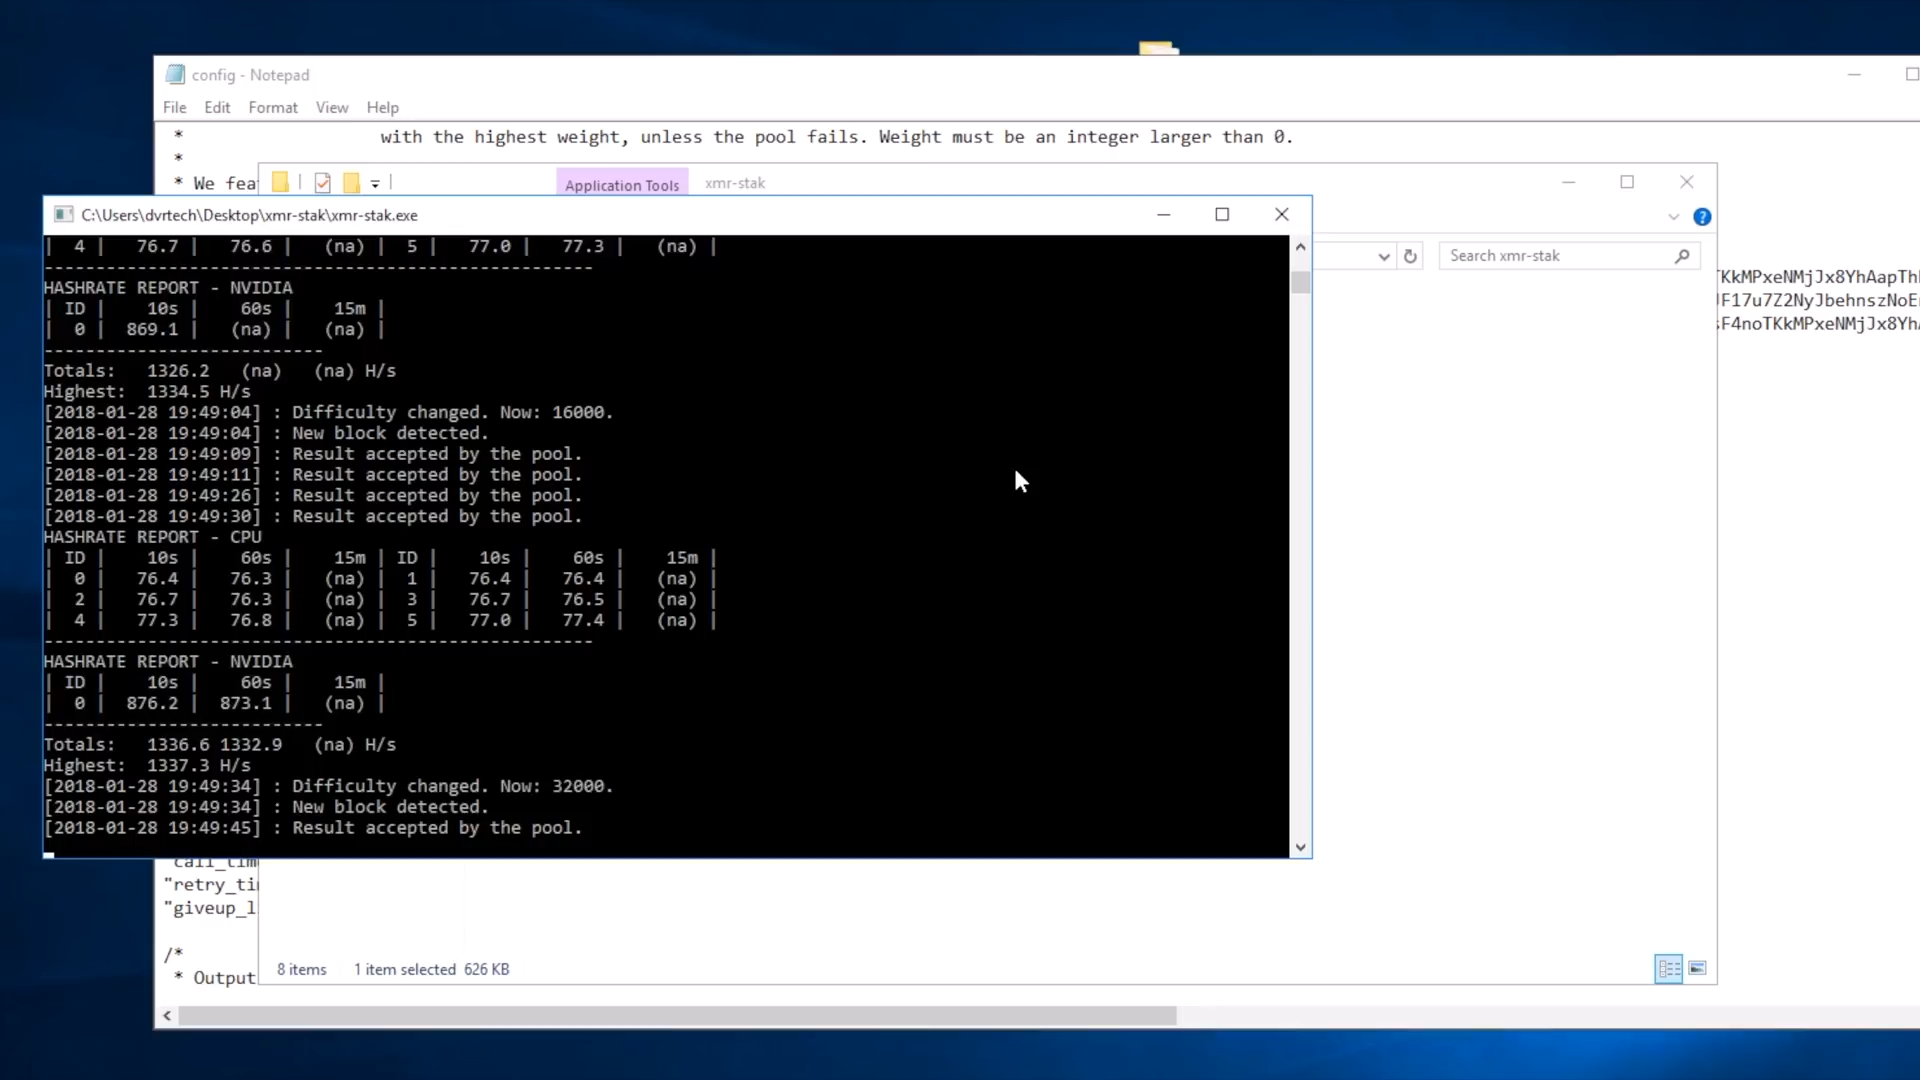 config - Notepad
File Edit Format View Help
* with the highest weight, unless the pool fails. Weight must be an integer larger than 0.
*
* We fea
Application Tools xmr-stak
C:\Users\dvrtech\Desktop\xmr-stak\xmr-stak.exe
Search xmr-stak
KkMPxeNMjJx8YhAapTh
F17u7Z2NyJbehnszNoE
F4noTKkMPxeNMjJx8Yh
| 4 | 76.7 | 76.6 | (na) | 5 | 77.0 | 77.3 | (na) |
-----------------------------------------------------
HASHRATE REPORT - NVIDIA
| ID | 10s | 60s | 15m |
| 0 | 869.1 | (na) | (na) |
---------------------------
Totals: 1326.2 (na) (na) H/s
Highest: 1334.5 H/s
[2018-01-28 19:49:04] : Difficulty changed. Now: 16000.
[2018-01-28 19:49:04] : New block detected.
[2018-01-28 19:49:09] : Result accepted by the pool.
[2018-01-28 19:49:11] : Result accepted by the pool.
[2018-01-28 19:49:26] : Result accepted by the pool.
[2018-01-28 19:49:30] : Result accepted by the pool.
HASHRATE REPORT - CPU
| ID | 10s | 60s | 15m | ID | 10s | 60s | 15m |
| 0 | 76.4 | 76.3 | (na) | 1 | 76.4 | 76.4 | (na) |
| 2 | 76.7 | 76.3 | (na) | 3 | 76.7 | 76.5 | (na) |
| 4 | 77.3 | 76.8 | (na) | 5 | 77.0 | 77.4 | (na) |
-----------------------------------------------------
HASHRATE REPORT - NVIDIA
| ID | 10s | 60s | 15m |
| 0 | 876.2 | 873.1 | (na) |
---------------------------
Totals: 1336.6 1332.9 (na) H/s
Highest: 1337.3 H/s
[2018-01-28 19:49:34] : Difficulty changed. Now: 32000.
[2018-01-28 19:49:34] : New block detected.
[2018-01-28 19:49:45] : Result accepted by the pool.
"call_tim
"retry_ti
"giveup_l
/*
* Output
8 items 1 item selected 626 KB